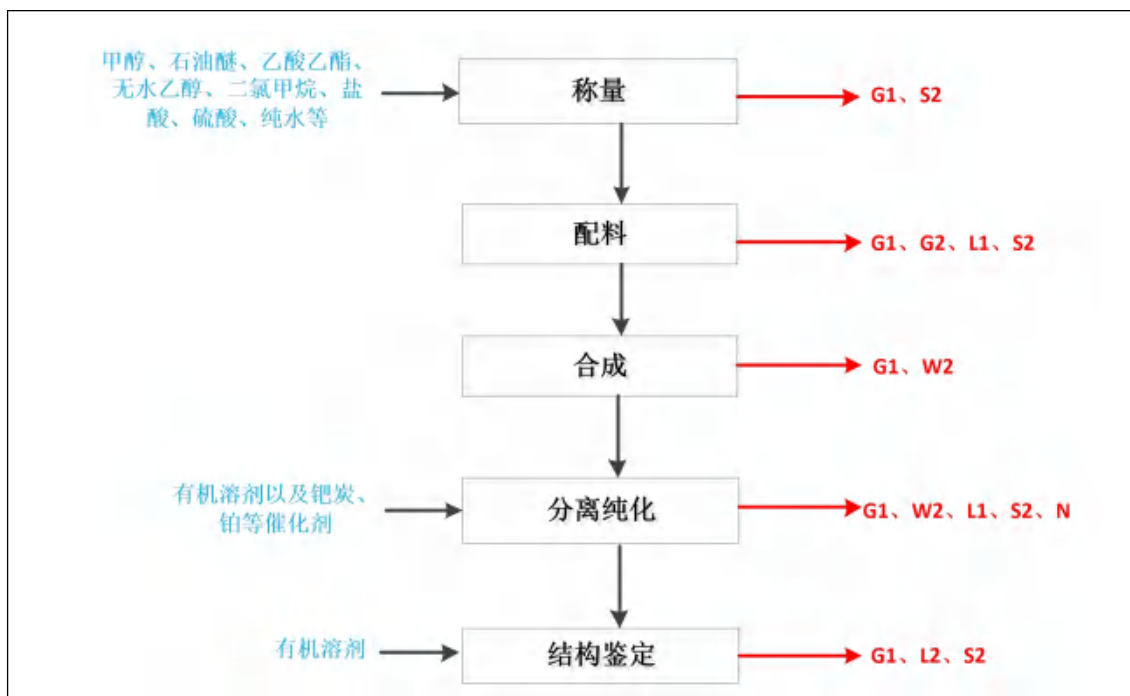 甲醇、石油醚、乙酸乙酯、
无水乙醇、二氯甲烷、盐
酸、硫酸、纯水等
称量
G1、S2
配料
G1、G2、L1、S2
合成
G1、W2
有机溶剂以及钯炭、
铂等催化剂
分离纯化
G1、W2、L1、S2、N
有机溶剂
结构鉴定
G1、L2、S2